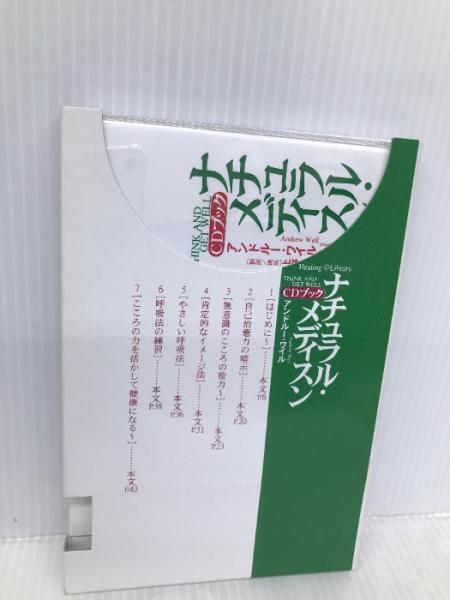 ナチュラル・
メディスン
THINK AND
GET WELL
CDブック
Andrew Weil
アンドルー・ワイル
Healing Library
THINK AND
GET WELL
CDブック
ナチュラル・
メディスン
アンドルー・ワイル
1 [はじめに〜]………本文P.6
2 [自己治癒力の暗示]………本文P.20
3 [無意識のこころの能力〜]………本文P.23
4 [肯定的なイメージ法]………本文P.31
5 [やさしい呼吸法]………本文P.36
6 [呼吸法の練習]………本文P.38
7 [こころの力を活かして健康になる〜]………本文P.43